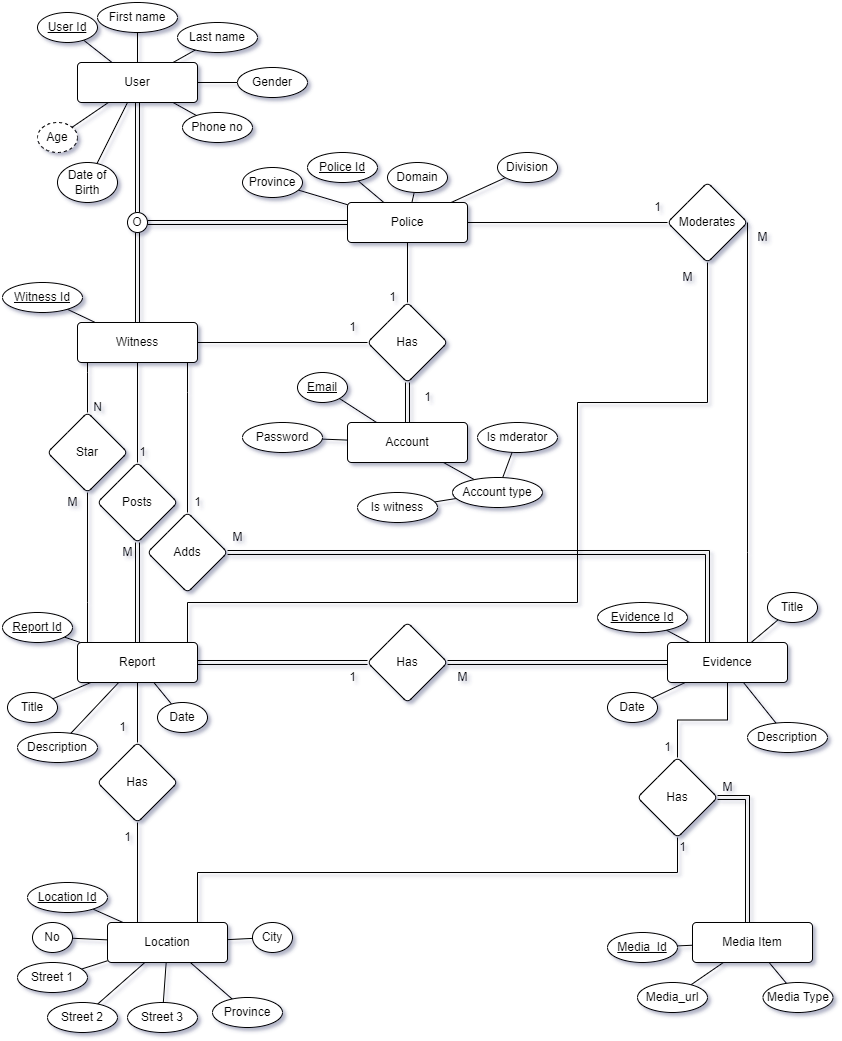 First name
User Id
Last name
User
Gender
Age
Phone no
Date of
Birth
Police Id
Division
Province
Domain
1
Police
Moderates
M
O
M
Witness Id
1
1
Witness
Has
Email
1
N
Password
Account
Is mderator
Star
1
Account type
M
Posts
1
Is witness
M
Adds
M
Report Id
Evidence Id
Title
Report
Has
Evidence
1
M
Title
Date
Date
1
Description
Description
1
Has
M
Has
1
1
Location Id
No
City
Location
Media Item
Media_Id
Street 1
Media_url
Media Type
Street 2
Street 3
Province